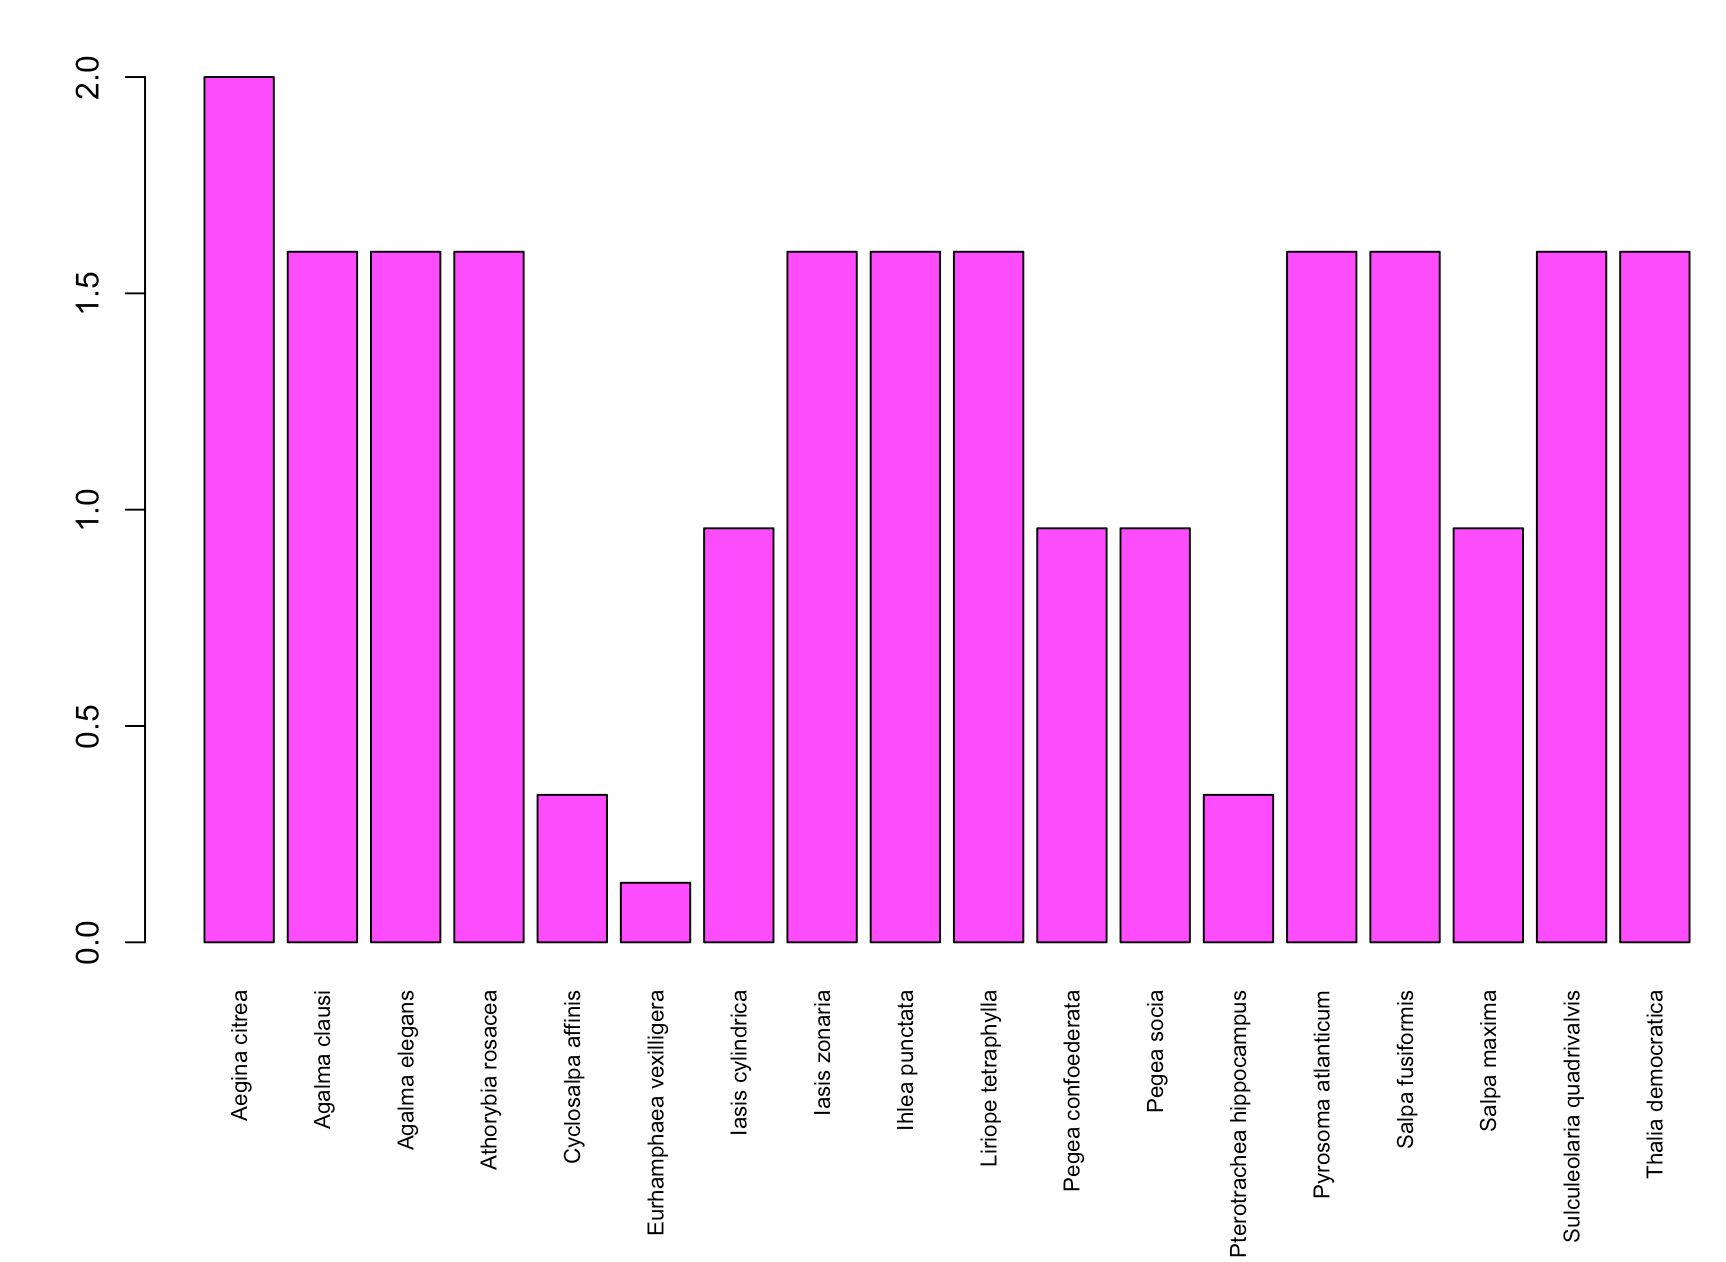 2.0
1.5
1.0
0.5
0.0
Aegina citrea
Agalma clausi
Agalma elegans
Athorybia rosacea
Cyclosalpa affinis
Eurhamphaea vexilligera
Iasis cylindrica
Iasis zonaria
Ihlea punctata
Liriope tetraphylla
Pegea confoederata
Pegea socia
Pterotrachea hippocampus
Pyrosoma atlanticum
Salpa fusiformis
Salpa maxima
Sulculeolaria quadrivalvis
Thalia democratica